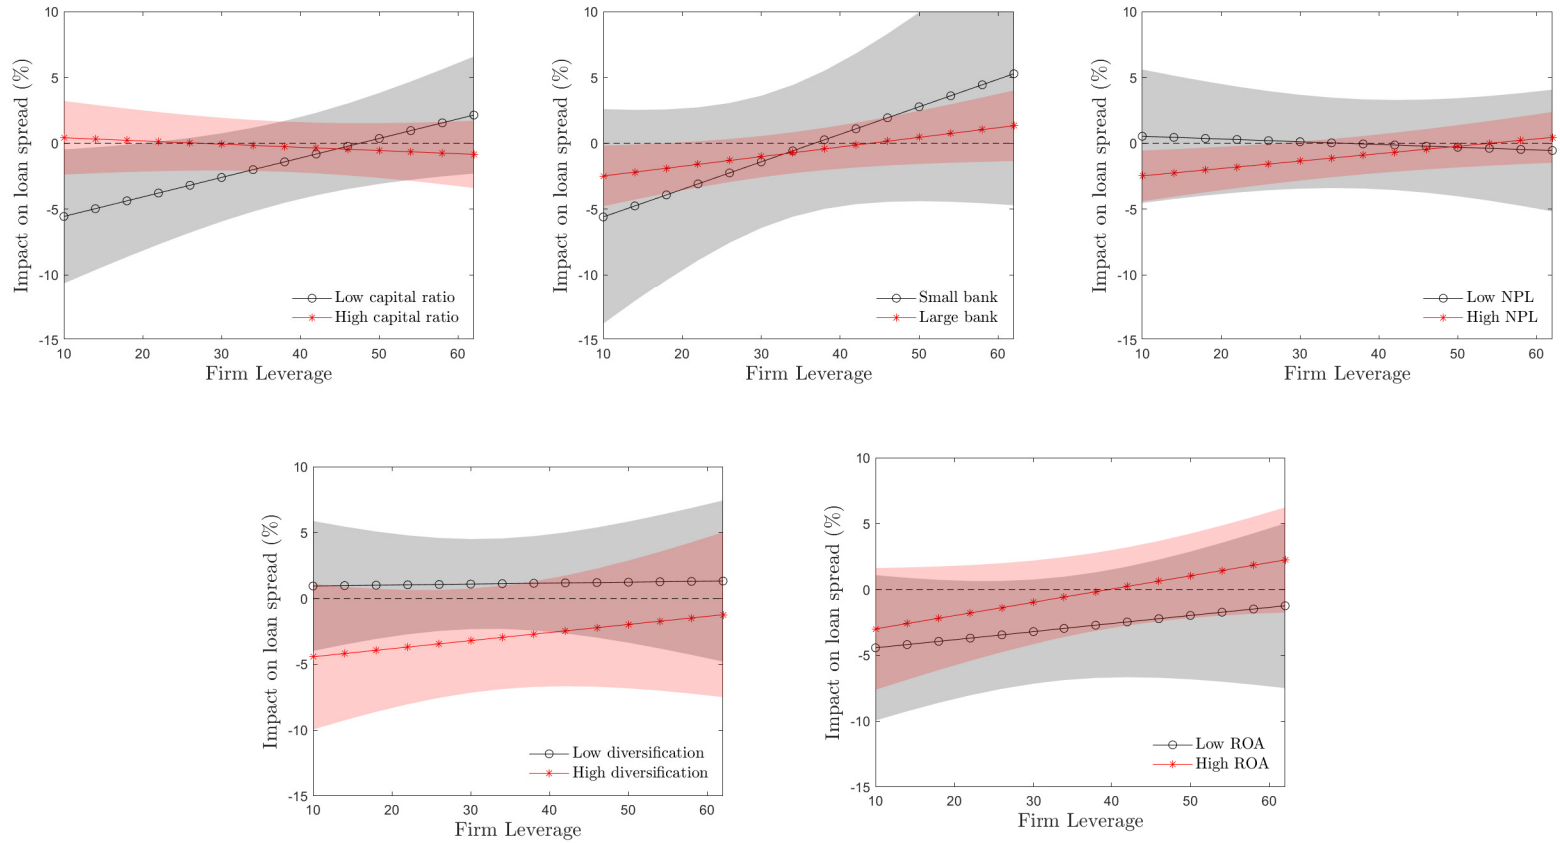 10
5
0
-5
-10
-15
Impact on loan spread (%)
Low capital ratio
High capital ratio
10 20 30 40 50 60
Firm Leverage
10
5
0
-5
-10
-15
Impact on loan spread (%)
Small bank
Large bank
10 20 30 40 50 60
Firm Leverage
10
5
0
-5
-10
-15
Impact on loan spread (%)
Low NPL
High NPL
10 20 30 40 50 60
Firm Leverage
10
5
0
-5
-10
-15
Impact on loan spread (%)
Low diversification
High diversification
10 20 30 40 50 60
Firm Leverage
10
5
0
-5
-10
-15
Impact on loan spread (%)
Low ROA
High ROA
10 20 30 40 50 60
Firm Leverage